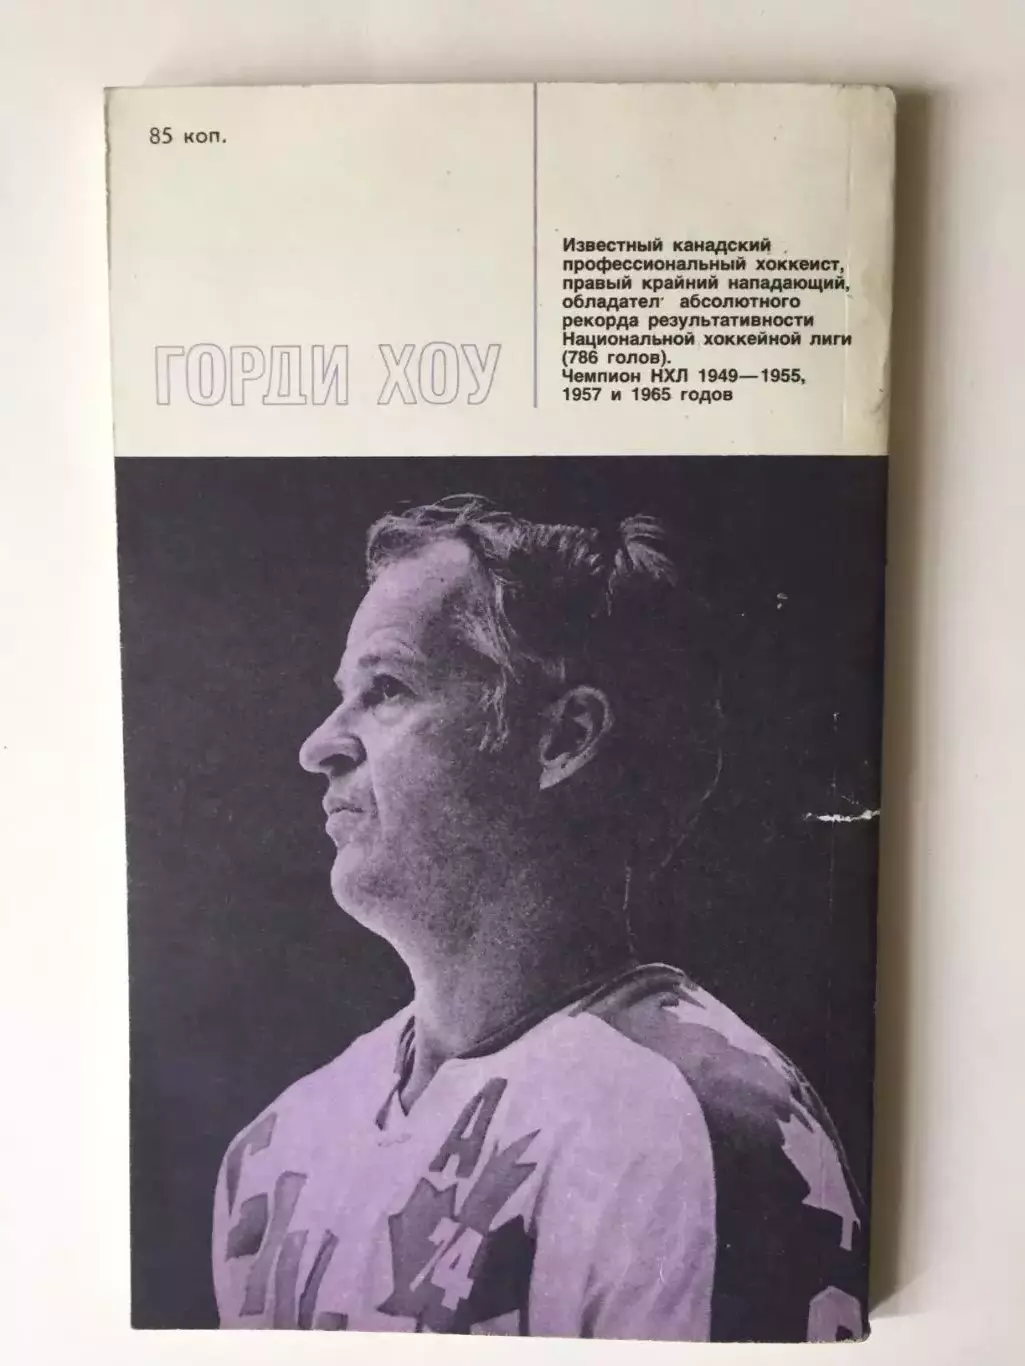 85 коп.
ГОРДИ ХОУ
Известный канадский
профессиональный хоккеист,
правый крайний нападающий,
обладател абсолютного
рекорда результативности
Национальной хоккейной лиги
(786 голов).
Чемпион НХЛ 1949—1955,
1957 и 1965 годов
A
74